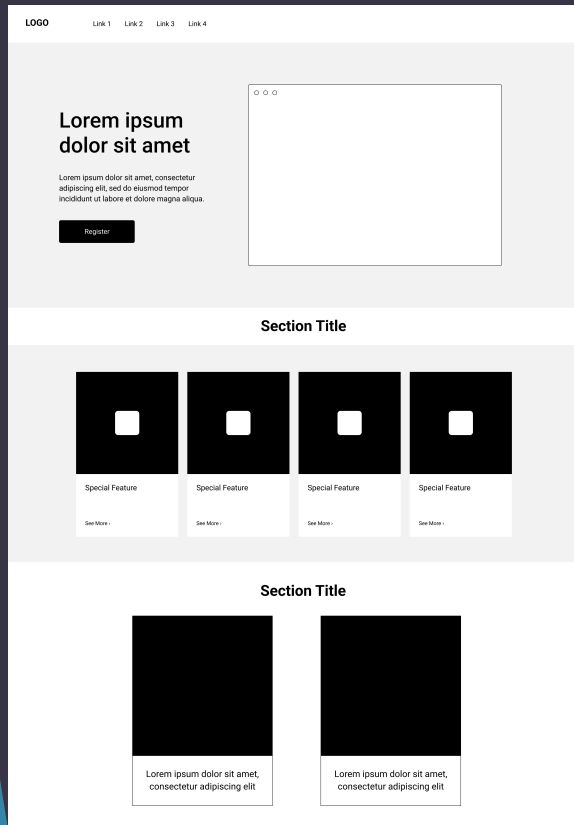 LOGO
Link 1
Link 2
Link 3
Link 4
Lorem ipsum
dolor sit amet
Lorem ipsum dolor sit amet, consectetur
adipiscing elit, sed do eiusmod tempor
incididunt ut labore et dolore magna aliqua.
Register
Section Title
Special Feature
See More ›
Special Feature
See More ›
Special Feature
See More ›
Special Feature
See More ›
Section Title
Lorem ipsum dolor sit amet,
consectetur adipiscing elit
Lorem ipsum dolor sit amet,
consectetur adipiscing elit